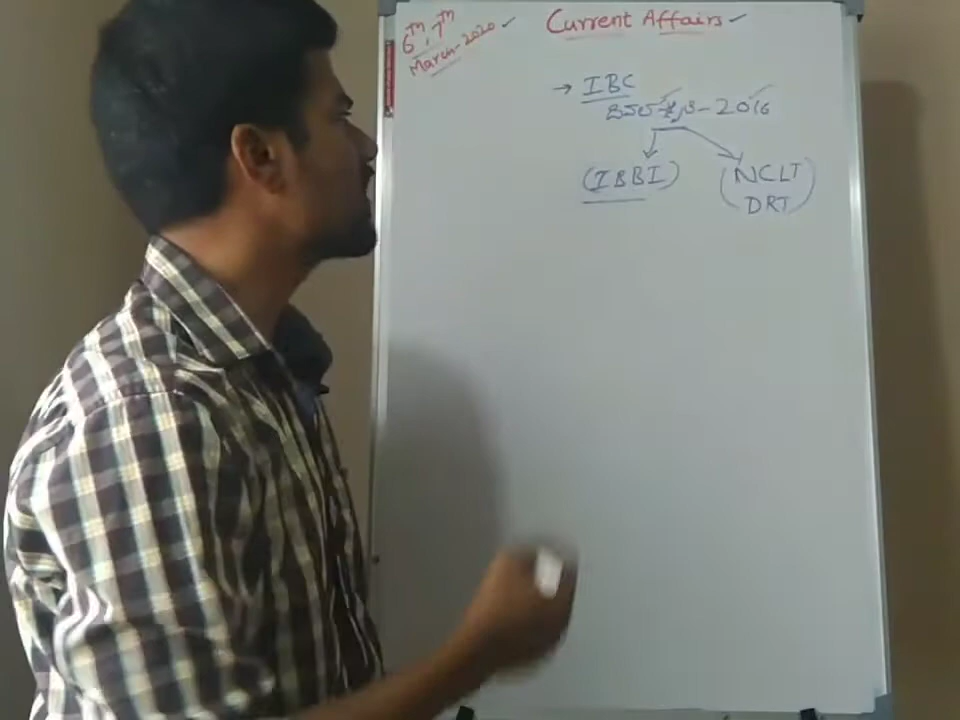 6TH, 7TH
March-2020
Current Affairs
→ IBC
ದಿವಾಳಿ - 2016
(IBBI)
(NCLT
DRT)